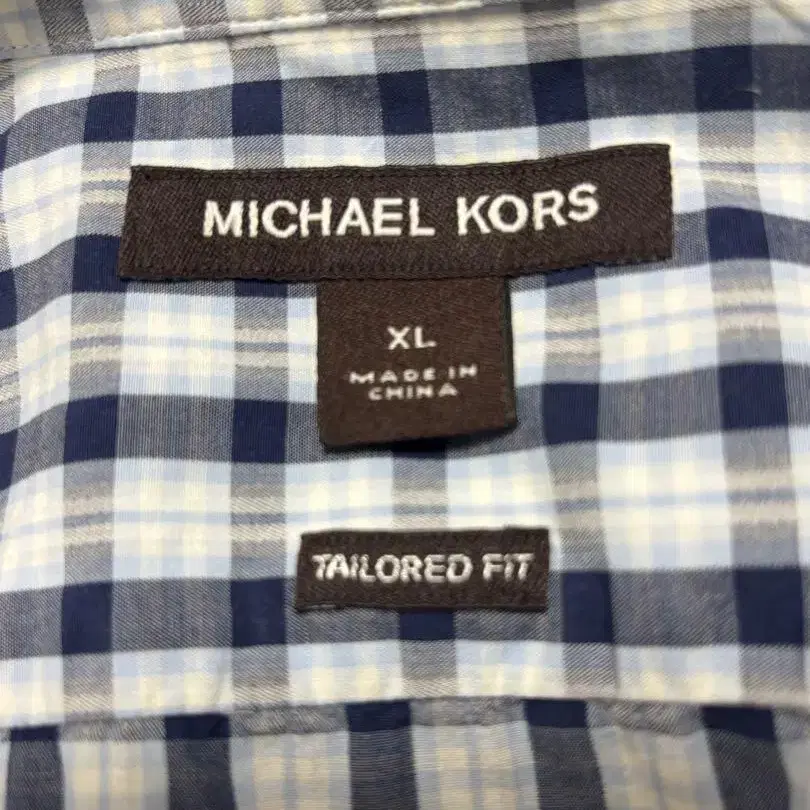 MICHAEL KORS
XL
MADE IN
CHINA
TAILORED FIT